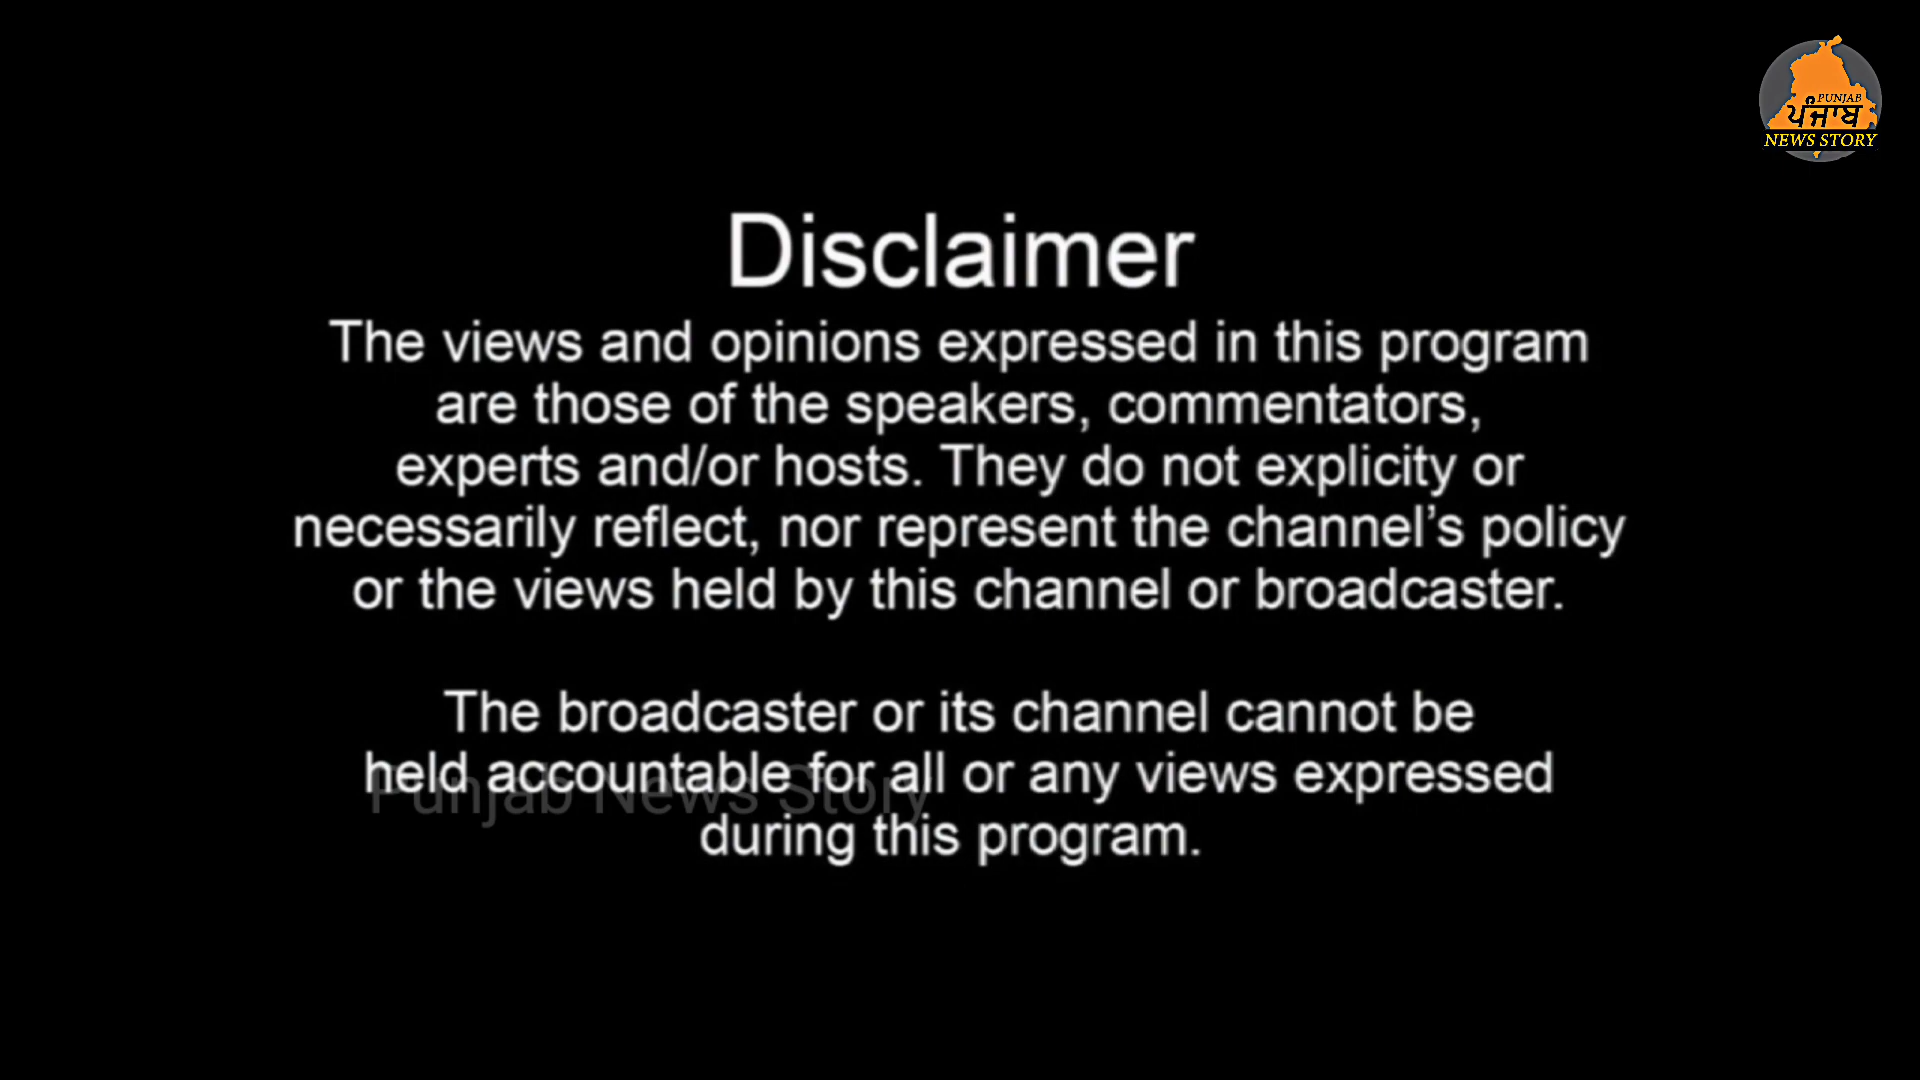 PUNJAB
ਪੰਜਾਬ
NEWS STORY
Disclaimer
The views and opinions expressed in this program
are those of the speakers, commentators,
experts and/or hosts. They do not explicity or
necessarily reflect, nor represent the channel’s policy
or the views held by this channel or broadcaster.
The broadcaster or its channel cannot be
held accountable for all or any views expressed
Punjab News Story
during this program.